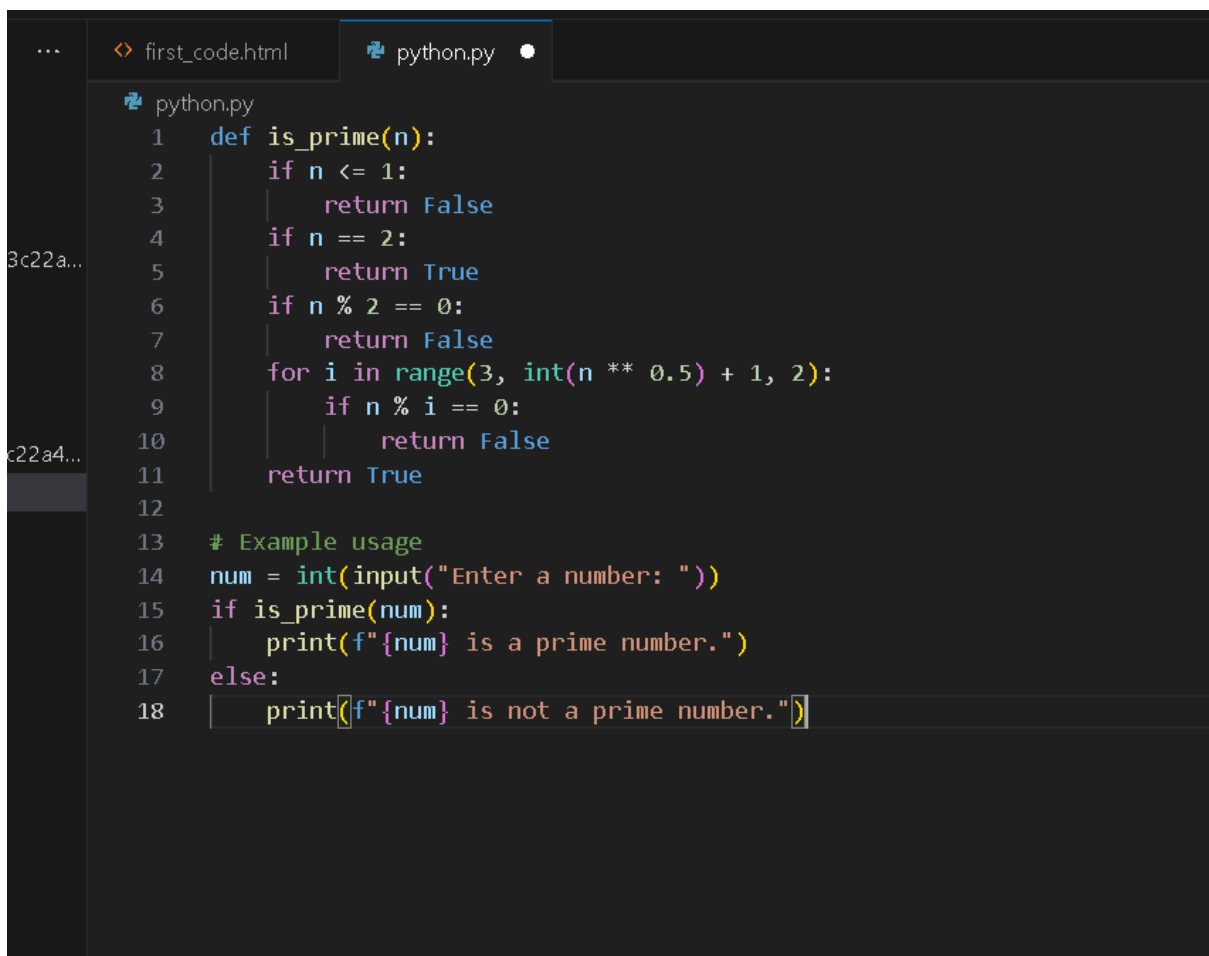 ... first_code.html python.py
python.py
3c22a...
c22a4...
1 def is_prime(n):
2     if n <= 1:
3         return False
4     if n == 2:
5         return True
6     if n % 2 == 0:
7         return False
8     for i in range(3, int(n ** 0.5) + 1, 2):
9         if n % i == 0:
10             return False
11     return True
12
13 # Example usage
14 num = int(input("Enter a number: "))
15 if is_prime(num):
16     print(f"{num} is a prime number.")
17 else:
18     print(f"{num} is not a prime number.")